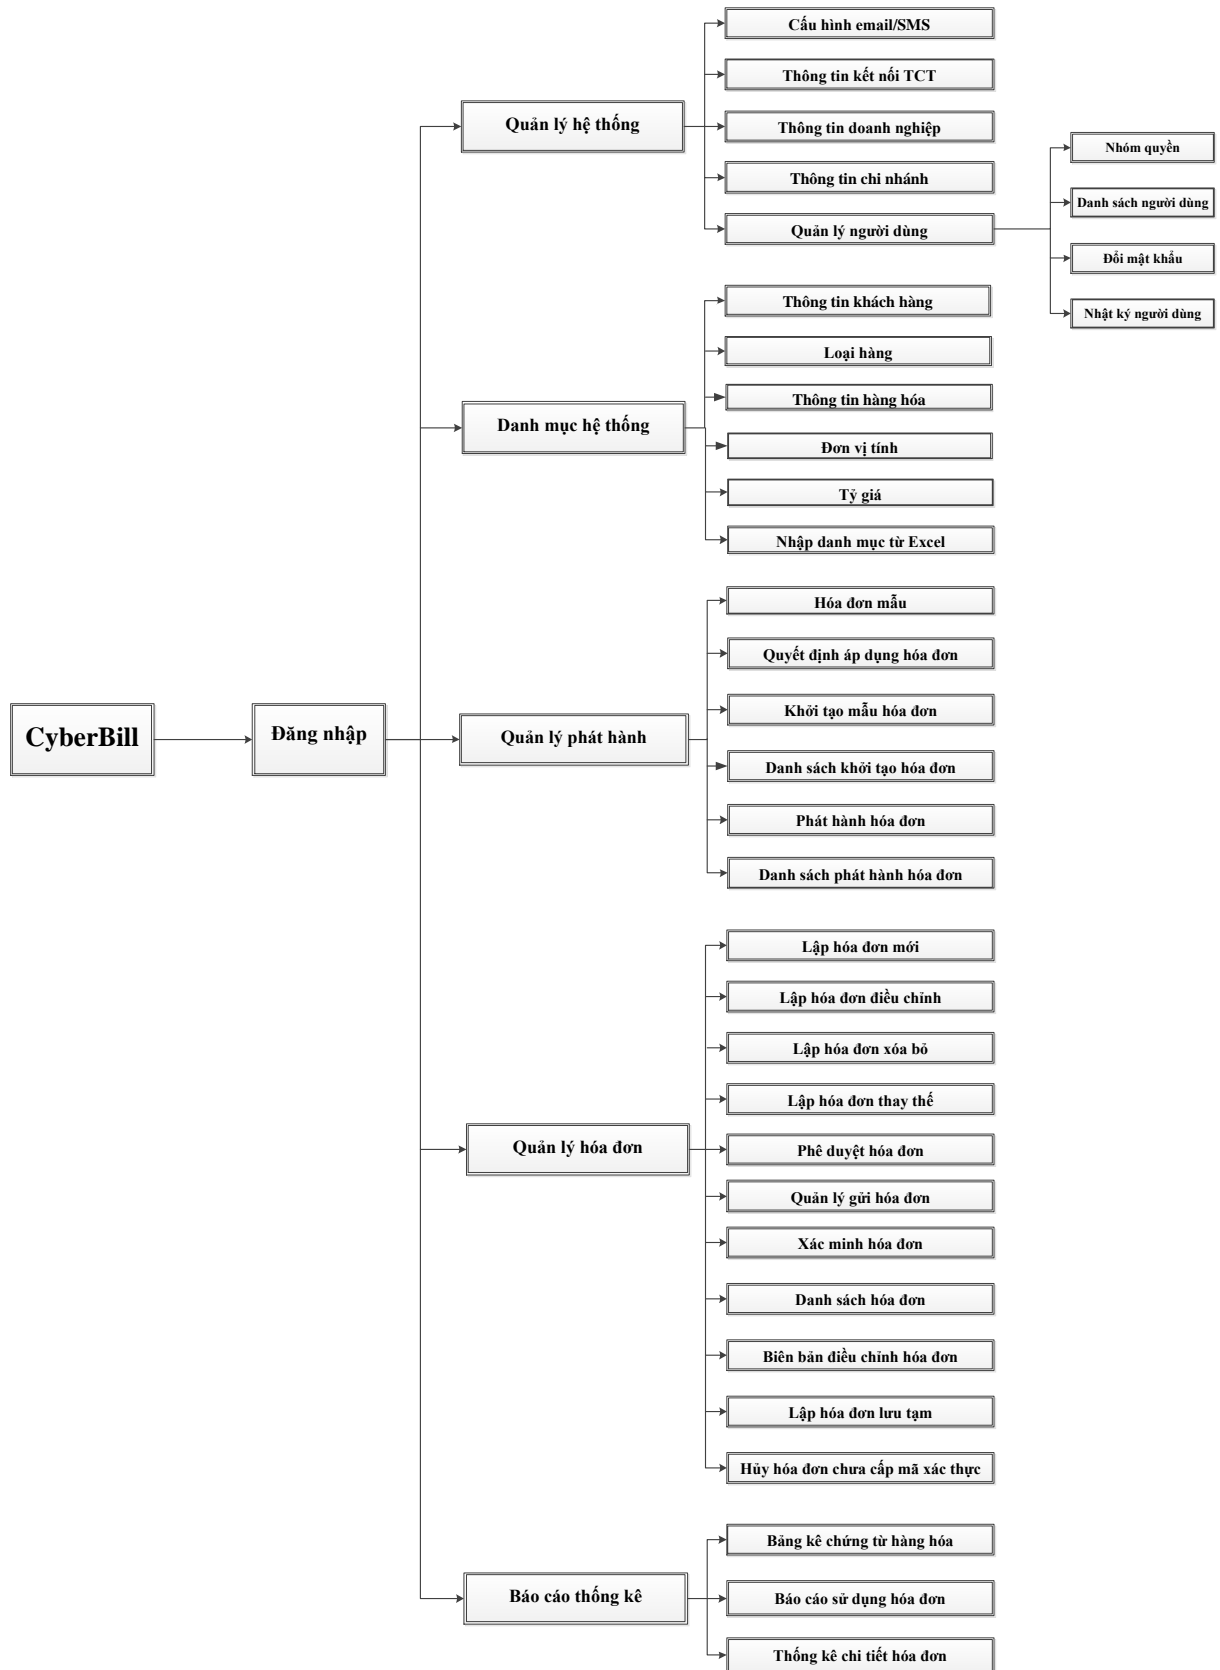 CyberBill
Đăng nhập
Quản lý hệ thống
Cấu hình email/SMS
Thông tin kết nối TCT
Thông tin doanh nghiệp
Thông tin chi nhánh
Quản lý người dùng
Nhóm quyền
Danh sách người dùng
Đổi mật khẩu
Nhật ký người dùng
Danh mục hệ thống
Thông tin khách hàng
Loại hàng
Thông tin hàng hóa
Đơn vị tính
Tỷ giá
Nhập danh mục từ Excel
Quản lý phát hành
Hóa đơn mẫu
Quyết định áp dụng hóa đơn
Khởi tạo mẫu hóa đơn
Danh sách khởi tạo hóa đơn
Phát hành hóa đơn
Danh sách phát hành hóa đơn
Quản lý hóa đơn
Lập hóa đơn mới
Lập hóa đơn điều chỉnh
Lập hóa đơn xóa bỏ
Lập hóa đơn thay thế
Phê duyệt hóa đơn
Quản lý gửi hóa đơn
Xác minh hóa đơn
Danh sách hóa đơn
Biên bản điều chỉnh hóa đơn
Lập hóa đơn lưu tạm
Hủy hóa đơn chưa cấp mã xác thực
Báo cáo thống kê
Bảng kê chứng từ hàng hóa
Báo cáo sử dụng hóa đơn
Thống kê chi tiết hóa đơn